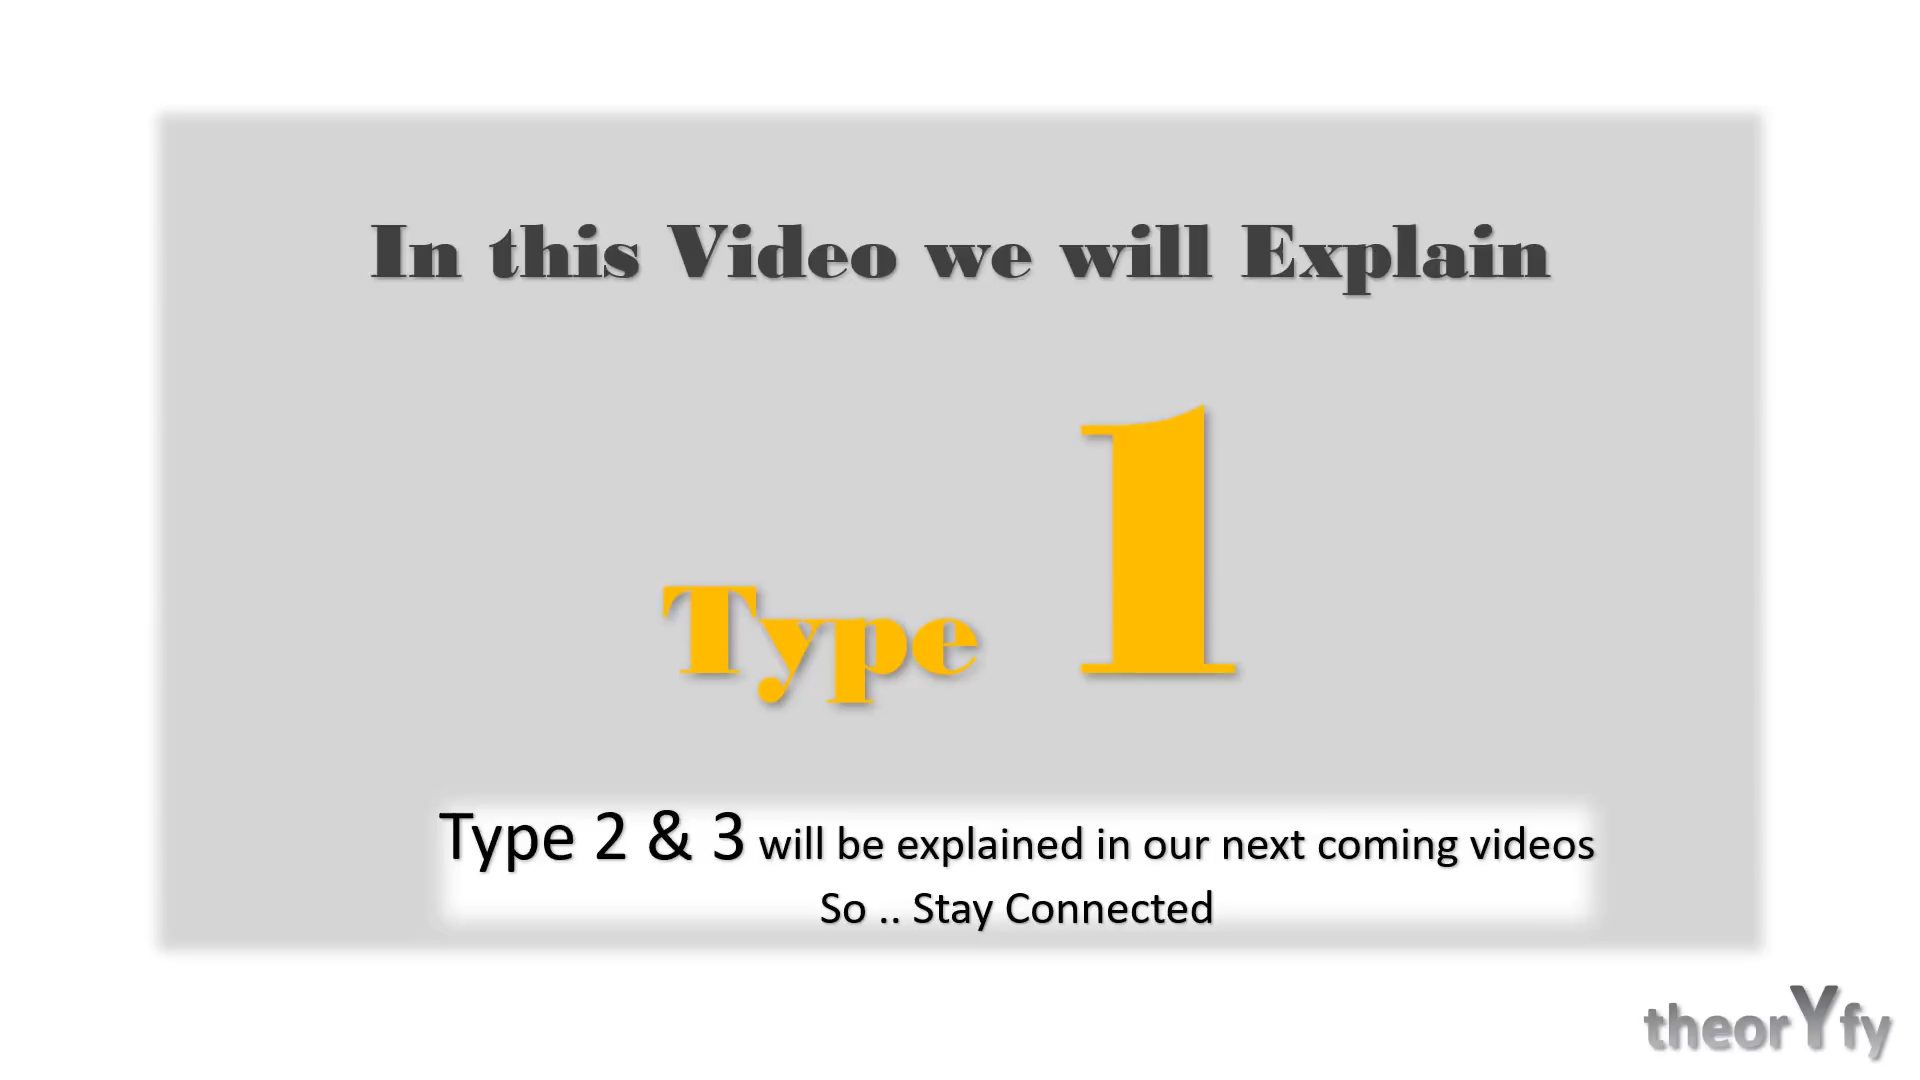 In this Video we will Explain
Type 1
Type 2 & 3 will be explained in our next coming videos
So .. Stay Connected
theorYfy